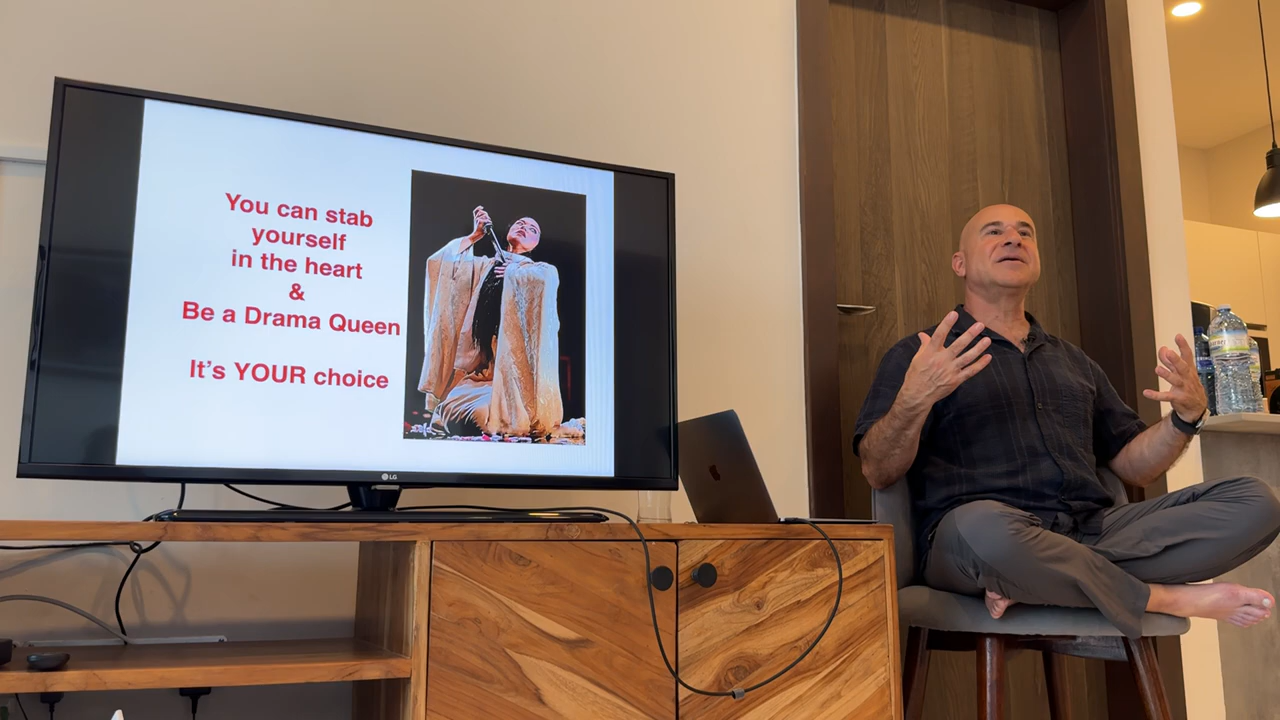 You can stab
yourself
in the heart
&
Be a Drama Queen
It's YOUR choice
LG